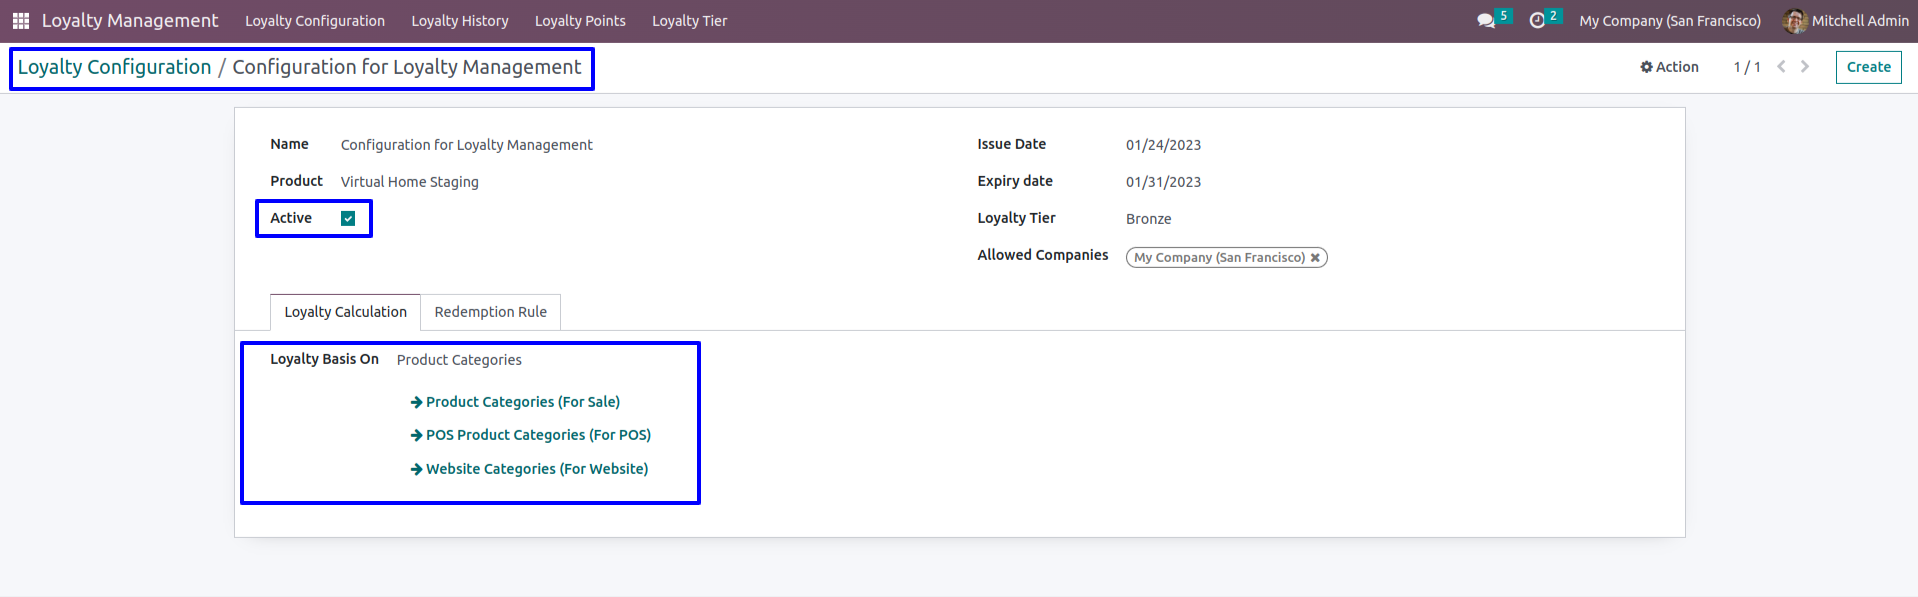 Loyalty Management Loyalty Configuration Loyalty History Loyalty Points Loyalty Tier 5 2 My Company (San Francisco) Mitchell Admin
Loyalty Configuration / Configuration for Loyalty Management Action 1 / 1 Create
Name Configuration for Loyalty Management Issue Date 01/24/2023
Product Virtual Home Staging Expiry date 01/31/2023
Active Loyalty Tier Bronze
Allowed Companies My Company (San Francisco)
Loyalty Calculation Redemption Rule
Loyalty Basis On Product Categories
Product Categories (For Sale)
POS Product Categories (For POS)
Website Categories (For Website)